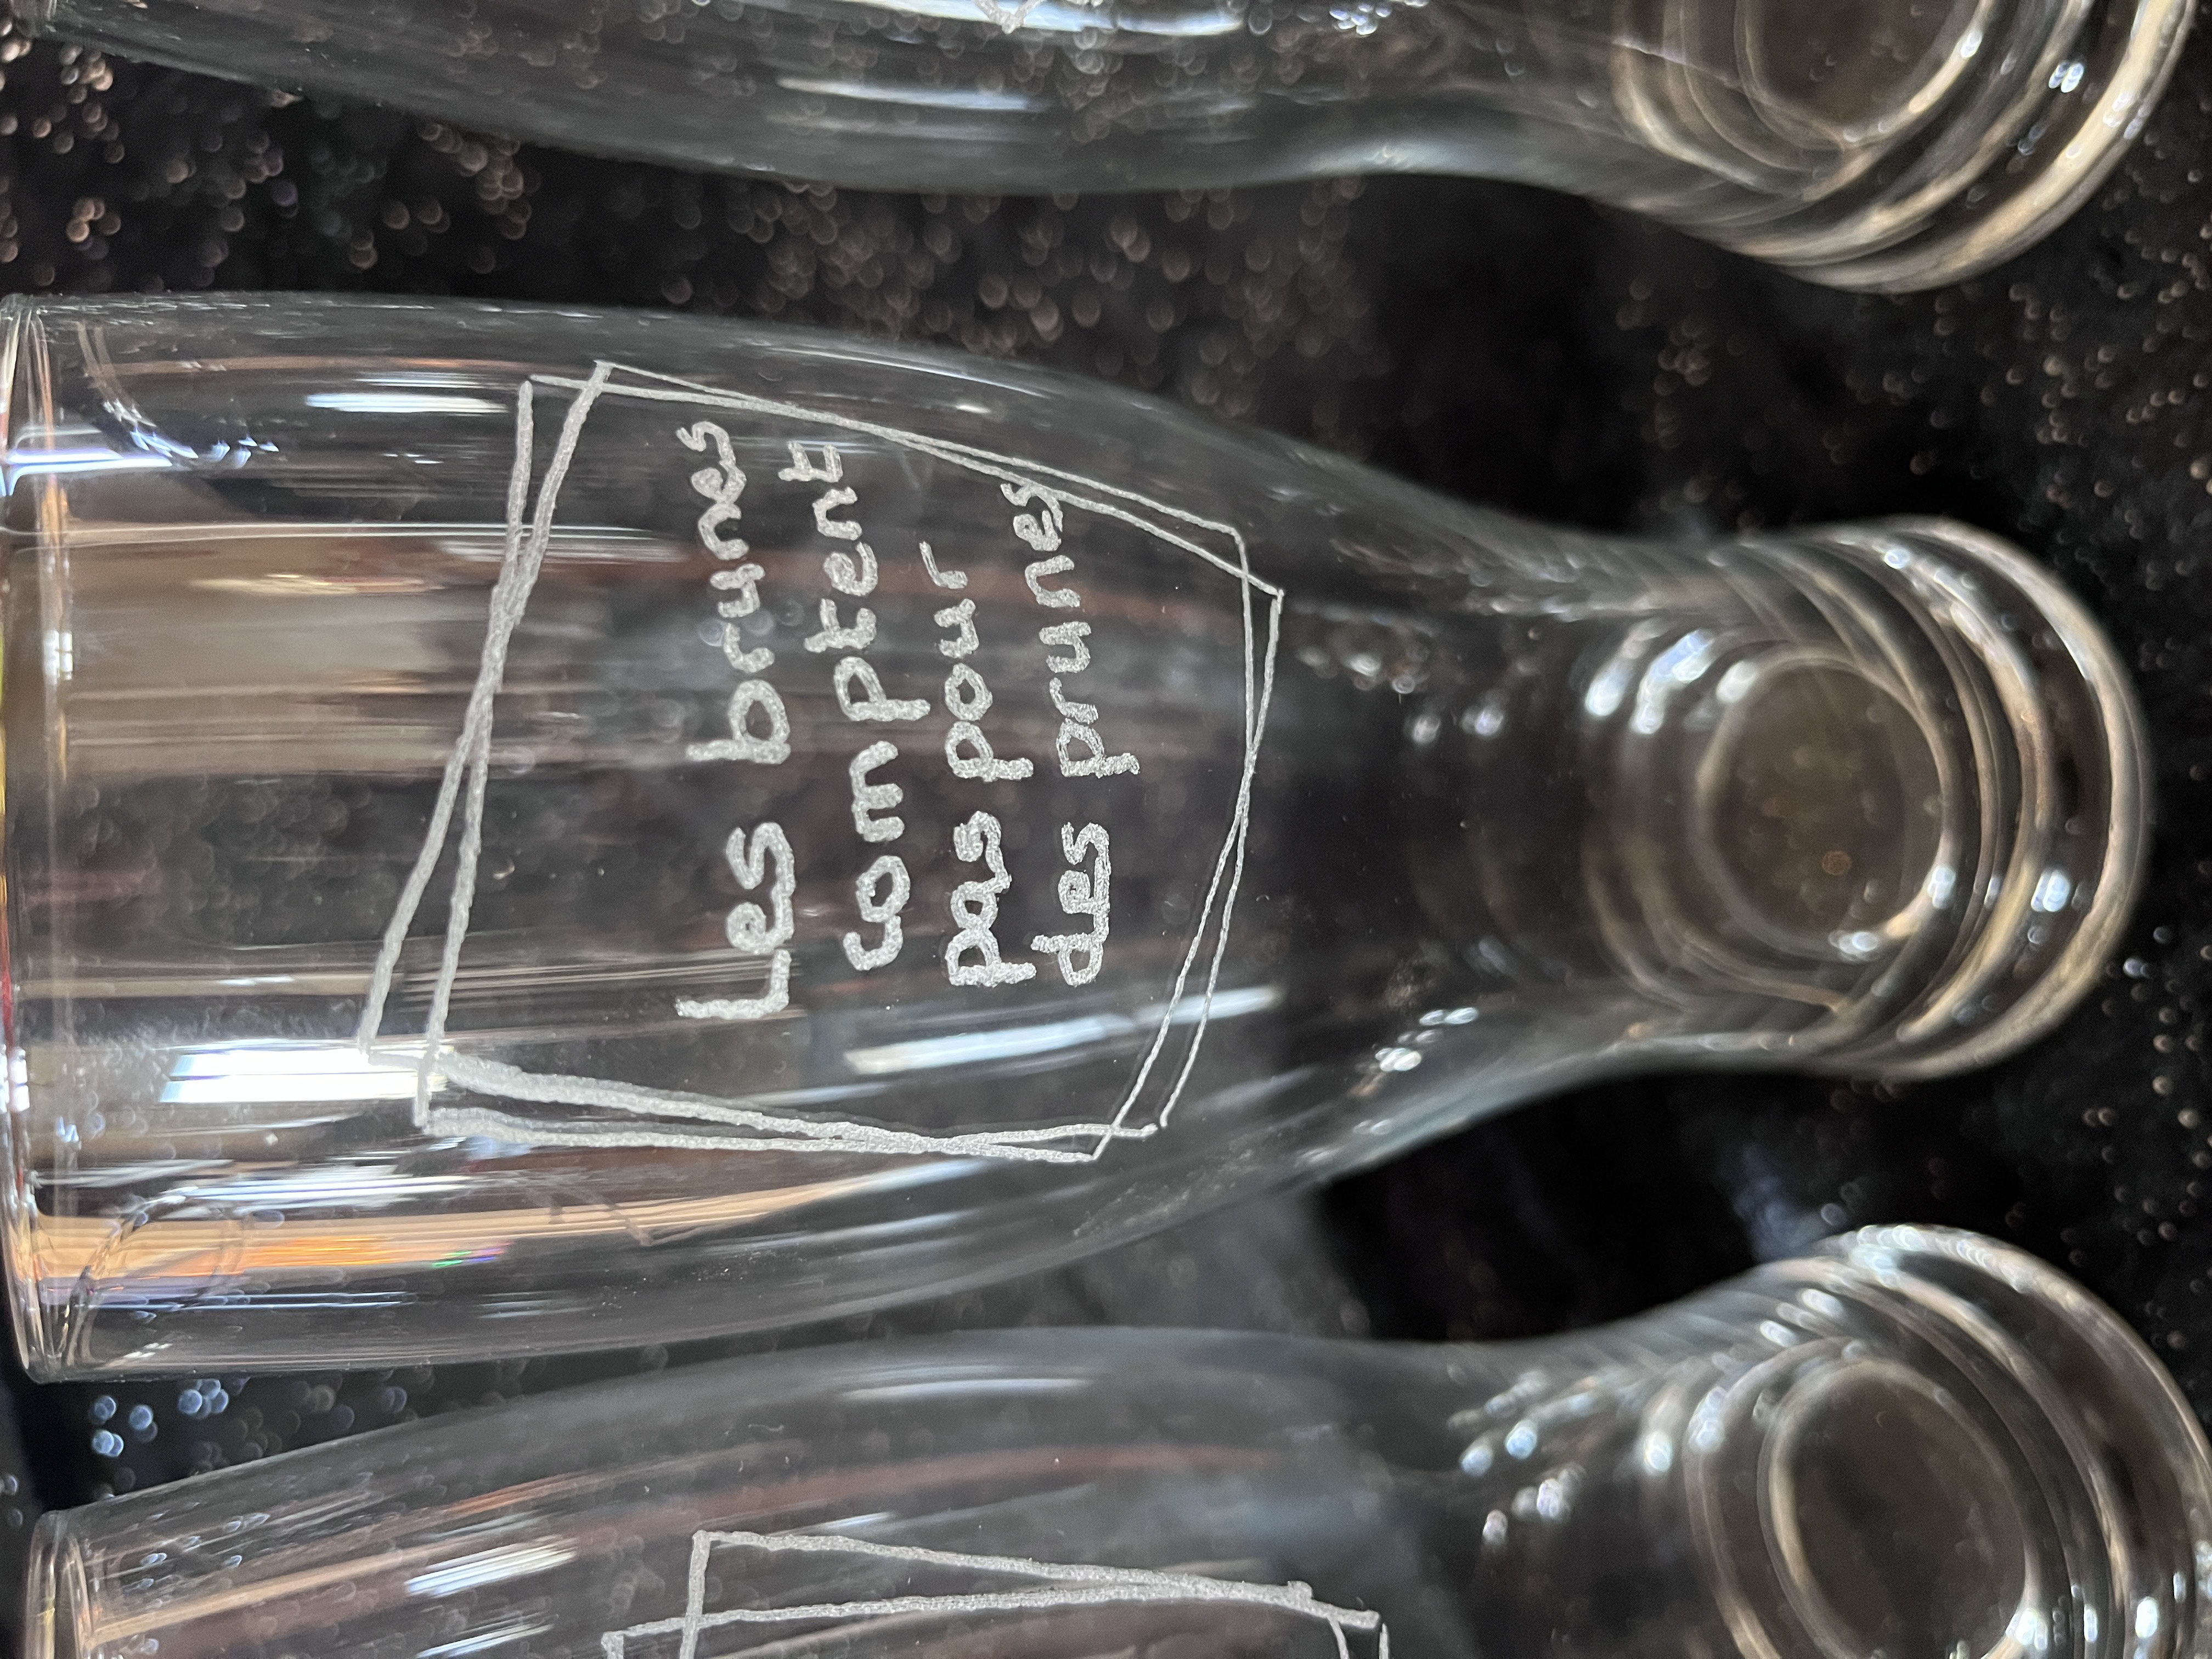 Les brunes
comptent
pas pour
des prunes